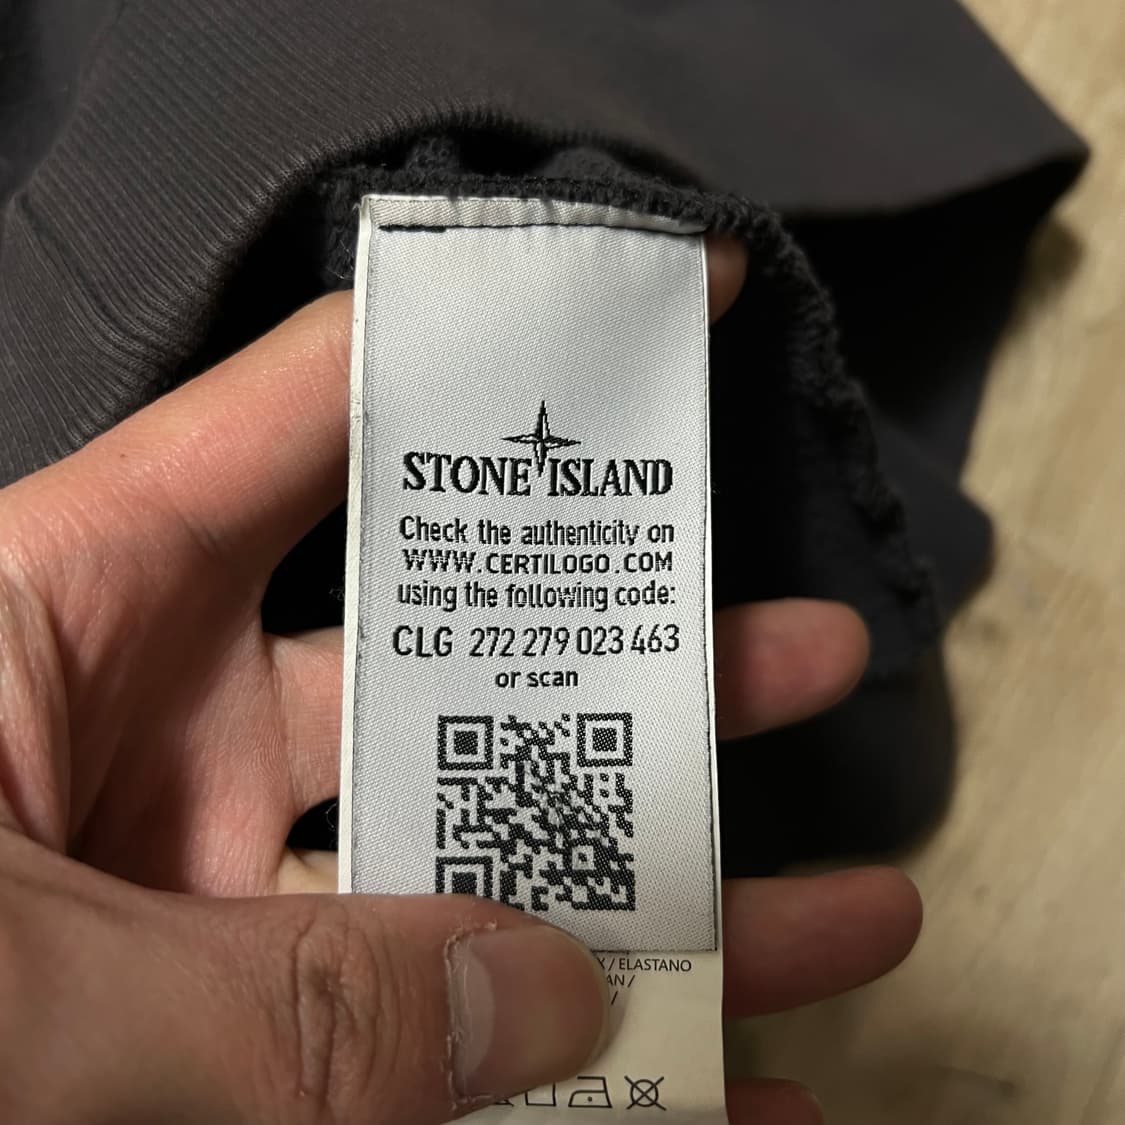 STONE ISLAND
Check the authenticity on
WWW.CERTILOGO.COM
using the following code:
CLG 272 279 023 463
or scan
X / ELASTANO
AN /
/